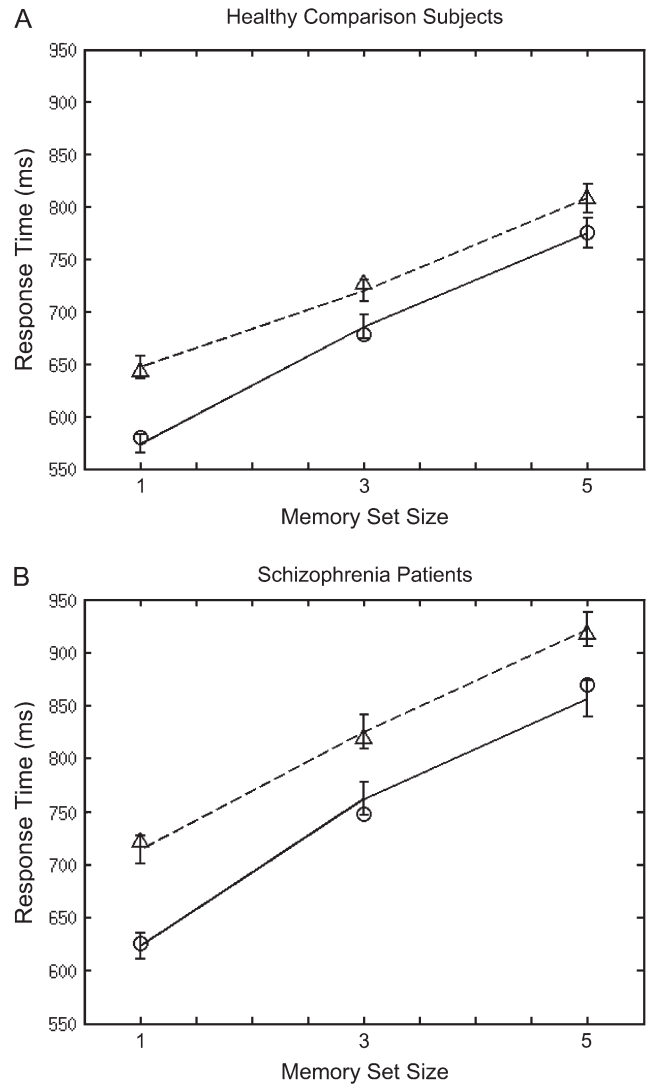 A
Healthy Comparison Subjects
950
900
850
800
750
700
650
600
550
Response Time (ms)
1 3 5
Memory Set Size
B
Schizophrenia Patients
950
900
850
800
750
700
650
600
550
Response Time (ms)
1 3 5
Memory Set Size